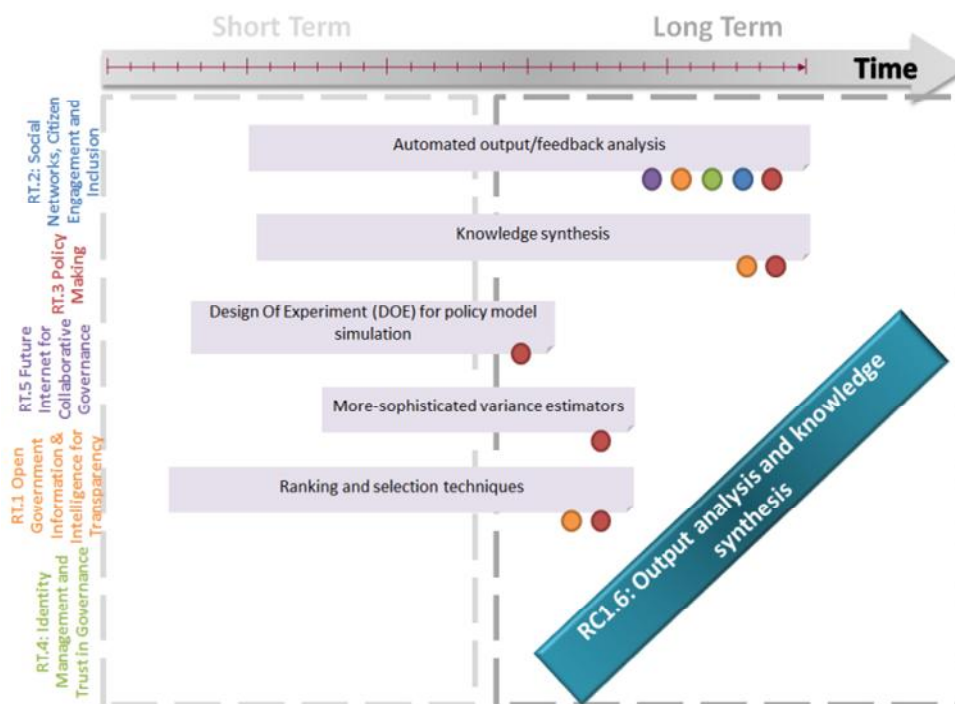 Short Term
Long Term
Time
RT.2: Social
Networks, Citizen
Engagement and
Inclusion
RT.3 Policy
Making
RT.5 Future
Internet for
Collaborative
Governance
RT.1 Open
Government
Information &
Intelligence for
Transparency
RT.4: Identity
Management and
Trust in Governance
Automated output/feedback analysis
Knowledge synthesis
Design Of Experiment (DOE) for policy model
simulation
More-sophisticated variance estimators
Ranking and selection techniques
RC1.6: Output analysis and knowledge
synthesis